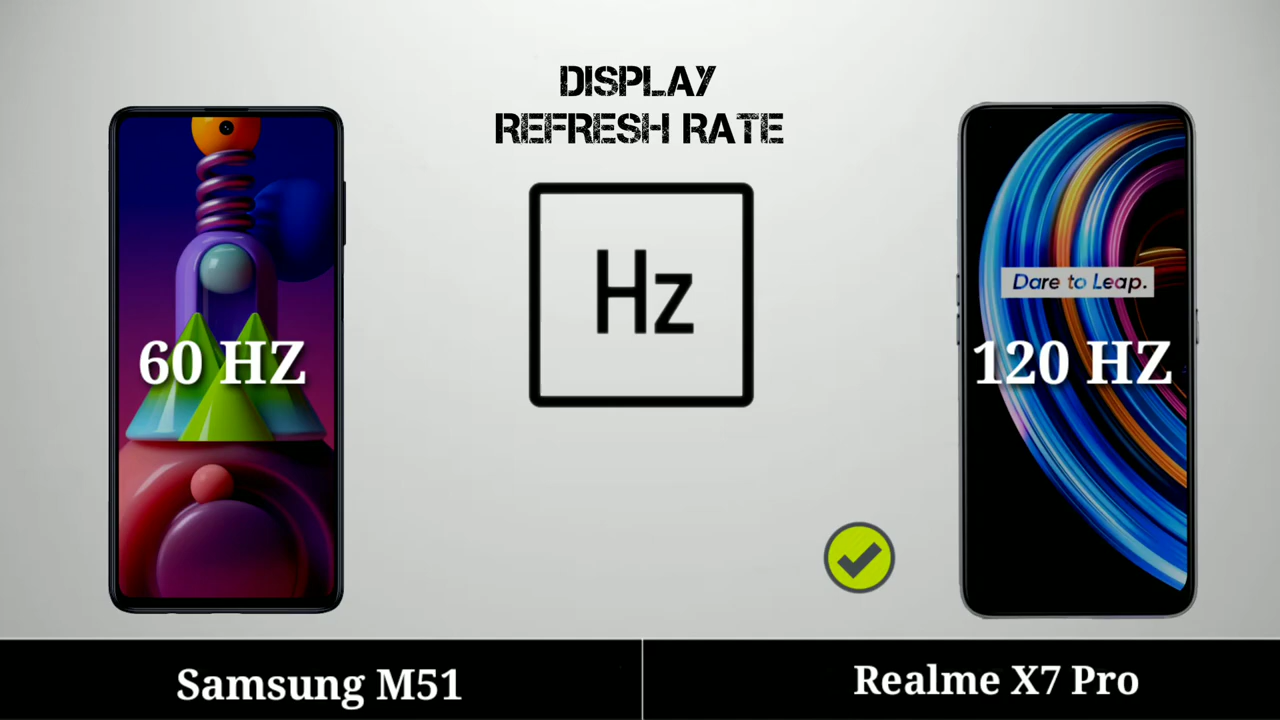 DISPLAY
REFRESH RATE
Hz
Dare to Leap.
60 HZ
120 HZ
Samsung M51
Realme X7 Pro